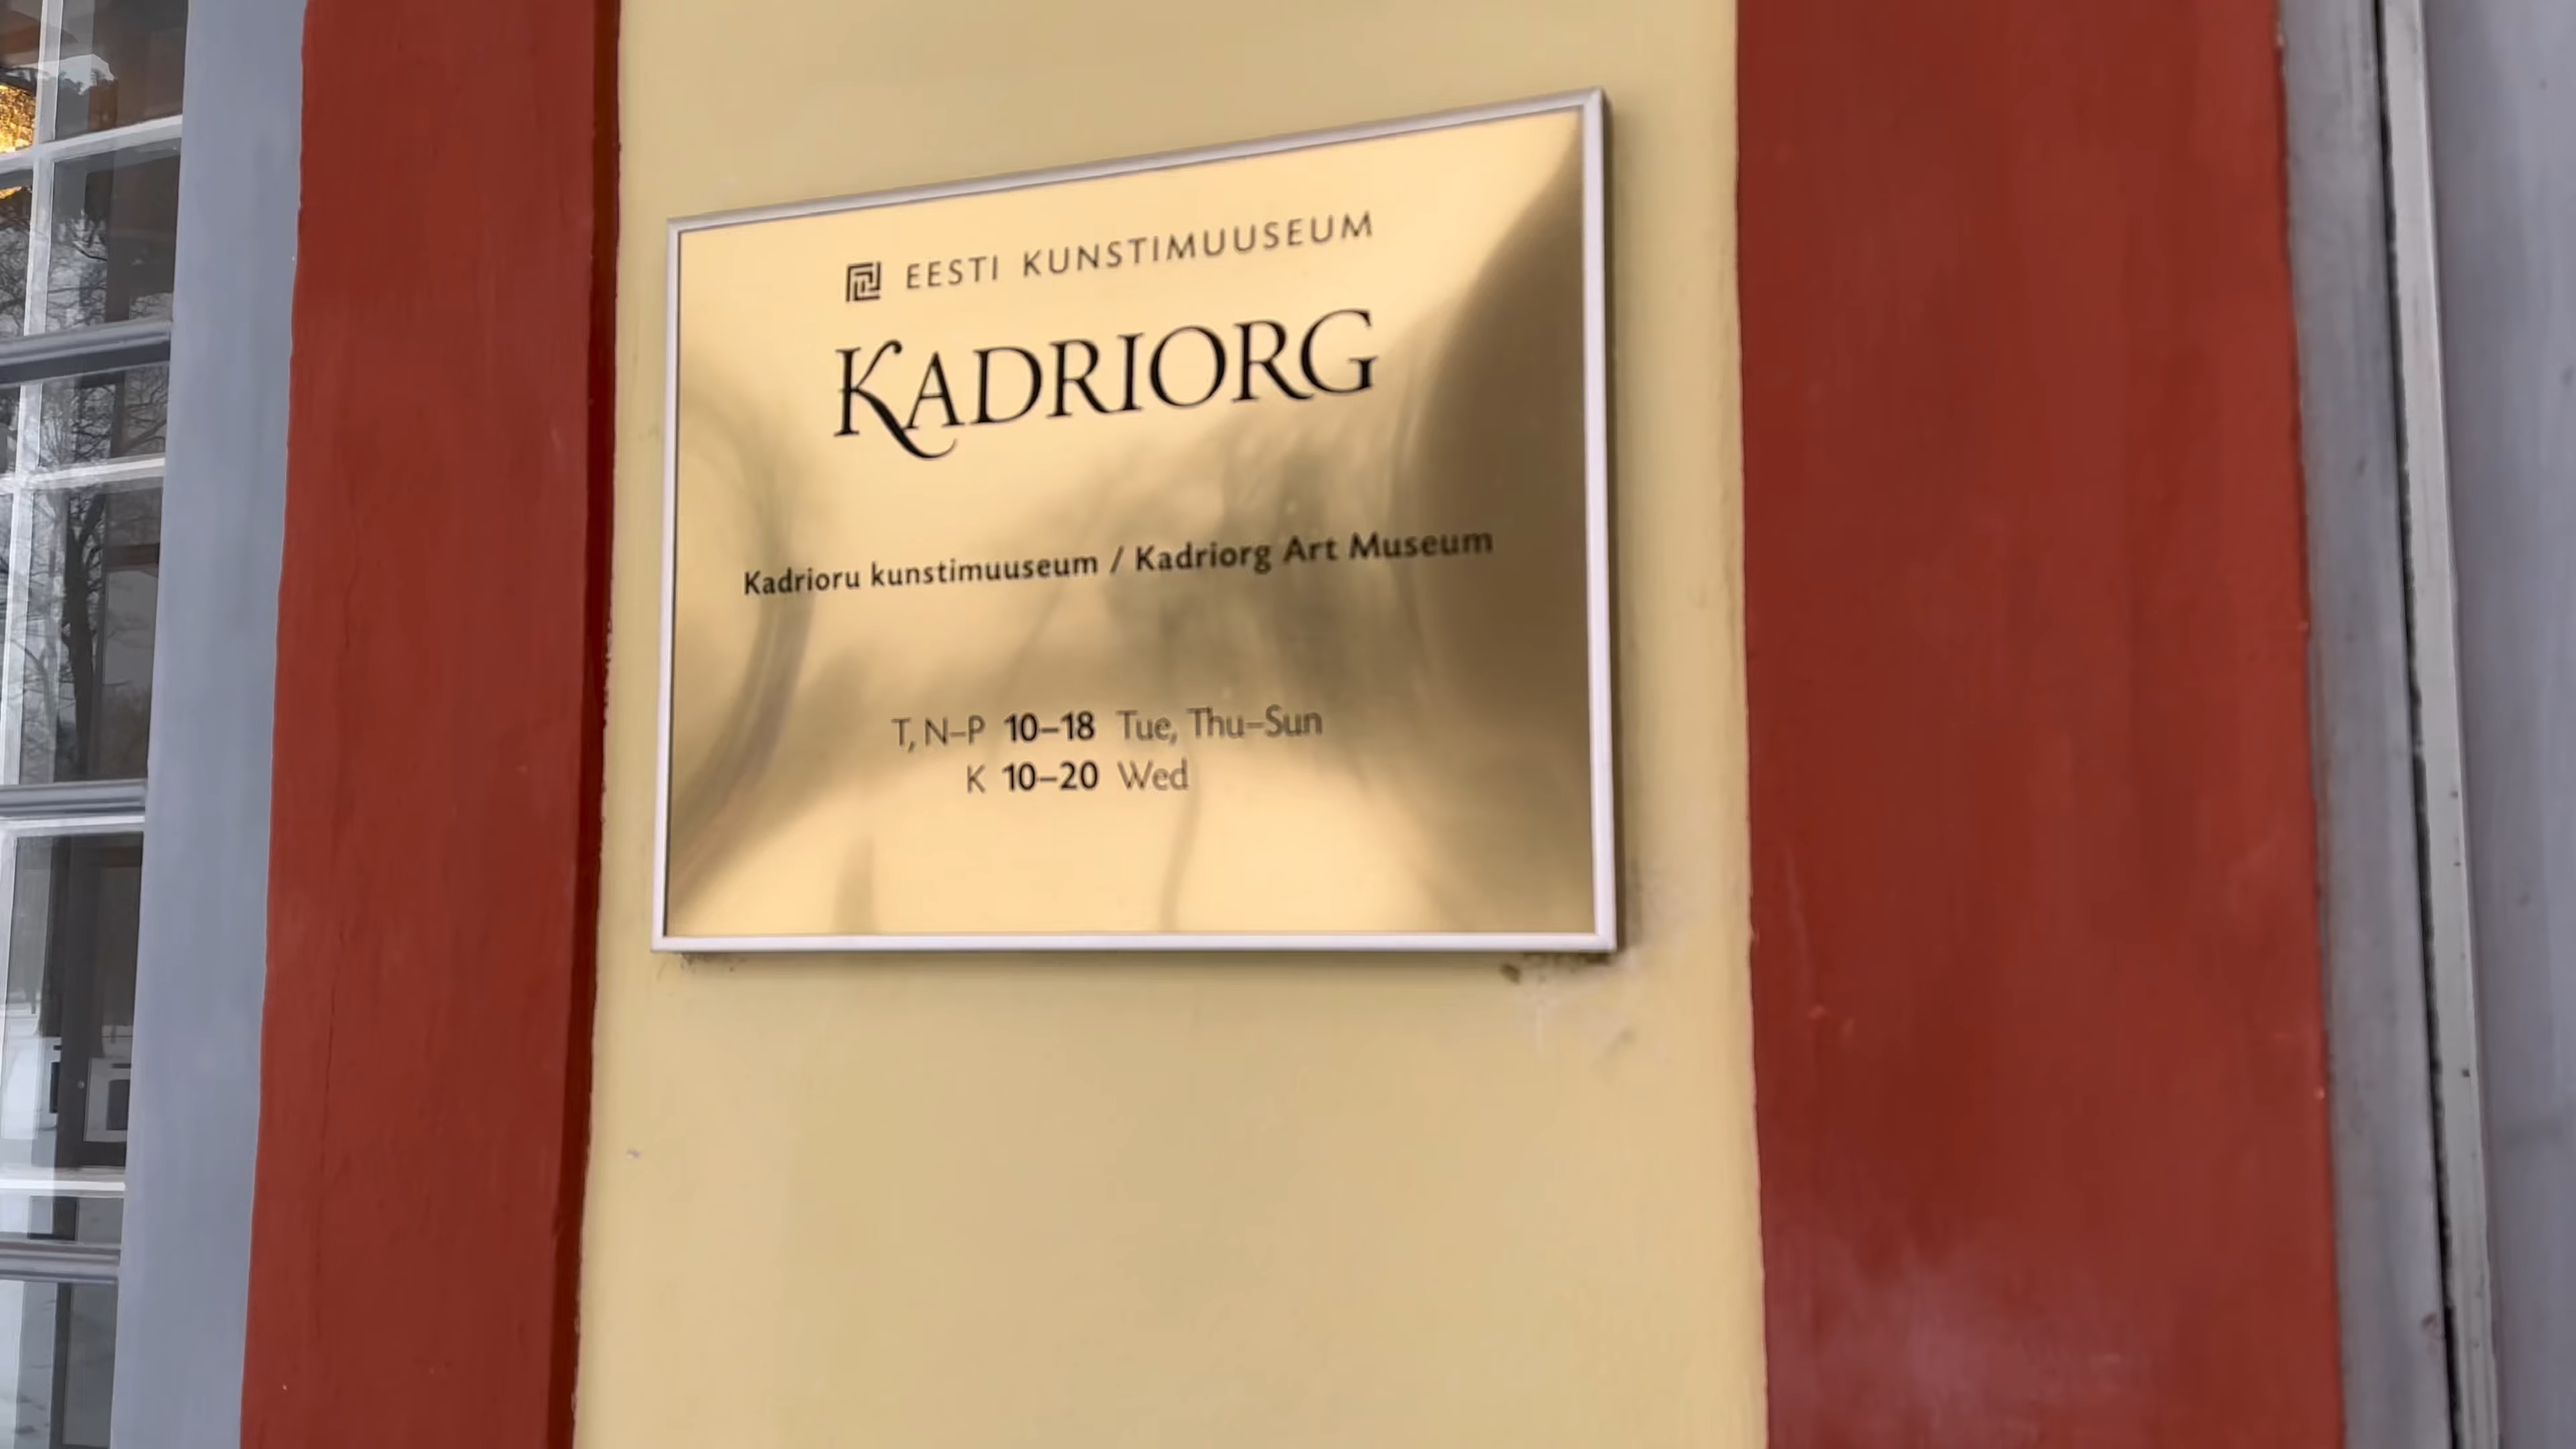 EESTI KUNSTIMUUSEUM
KADRIORG
Kadrioru kunstimuuseum / Kadriorg Art Museum
T, N–P 10–18 Tue, Thu–Sun
K 10–20 Wed